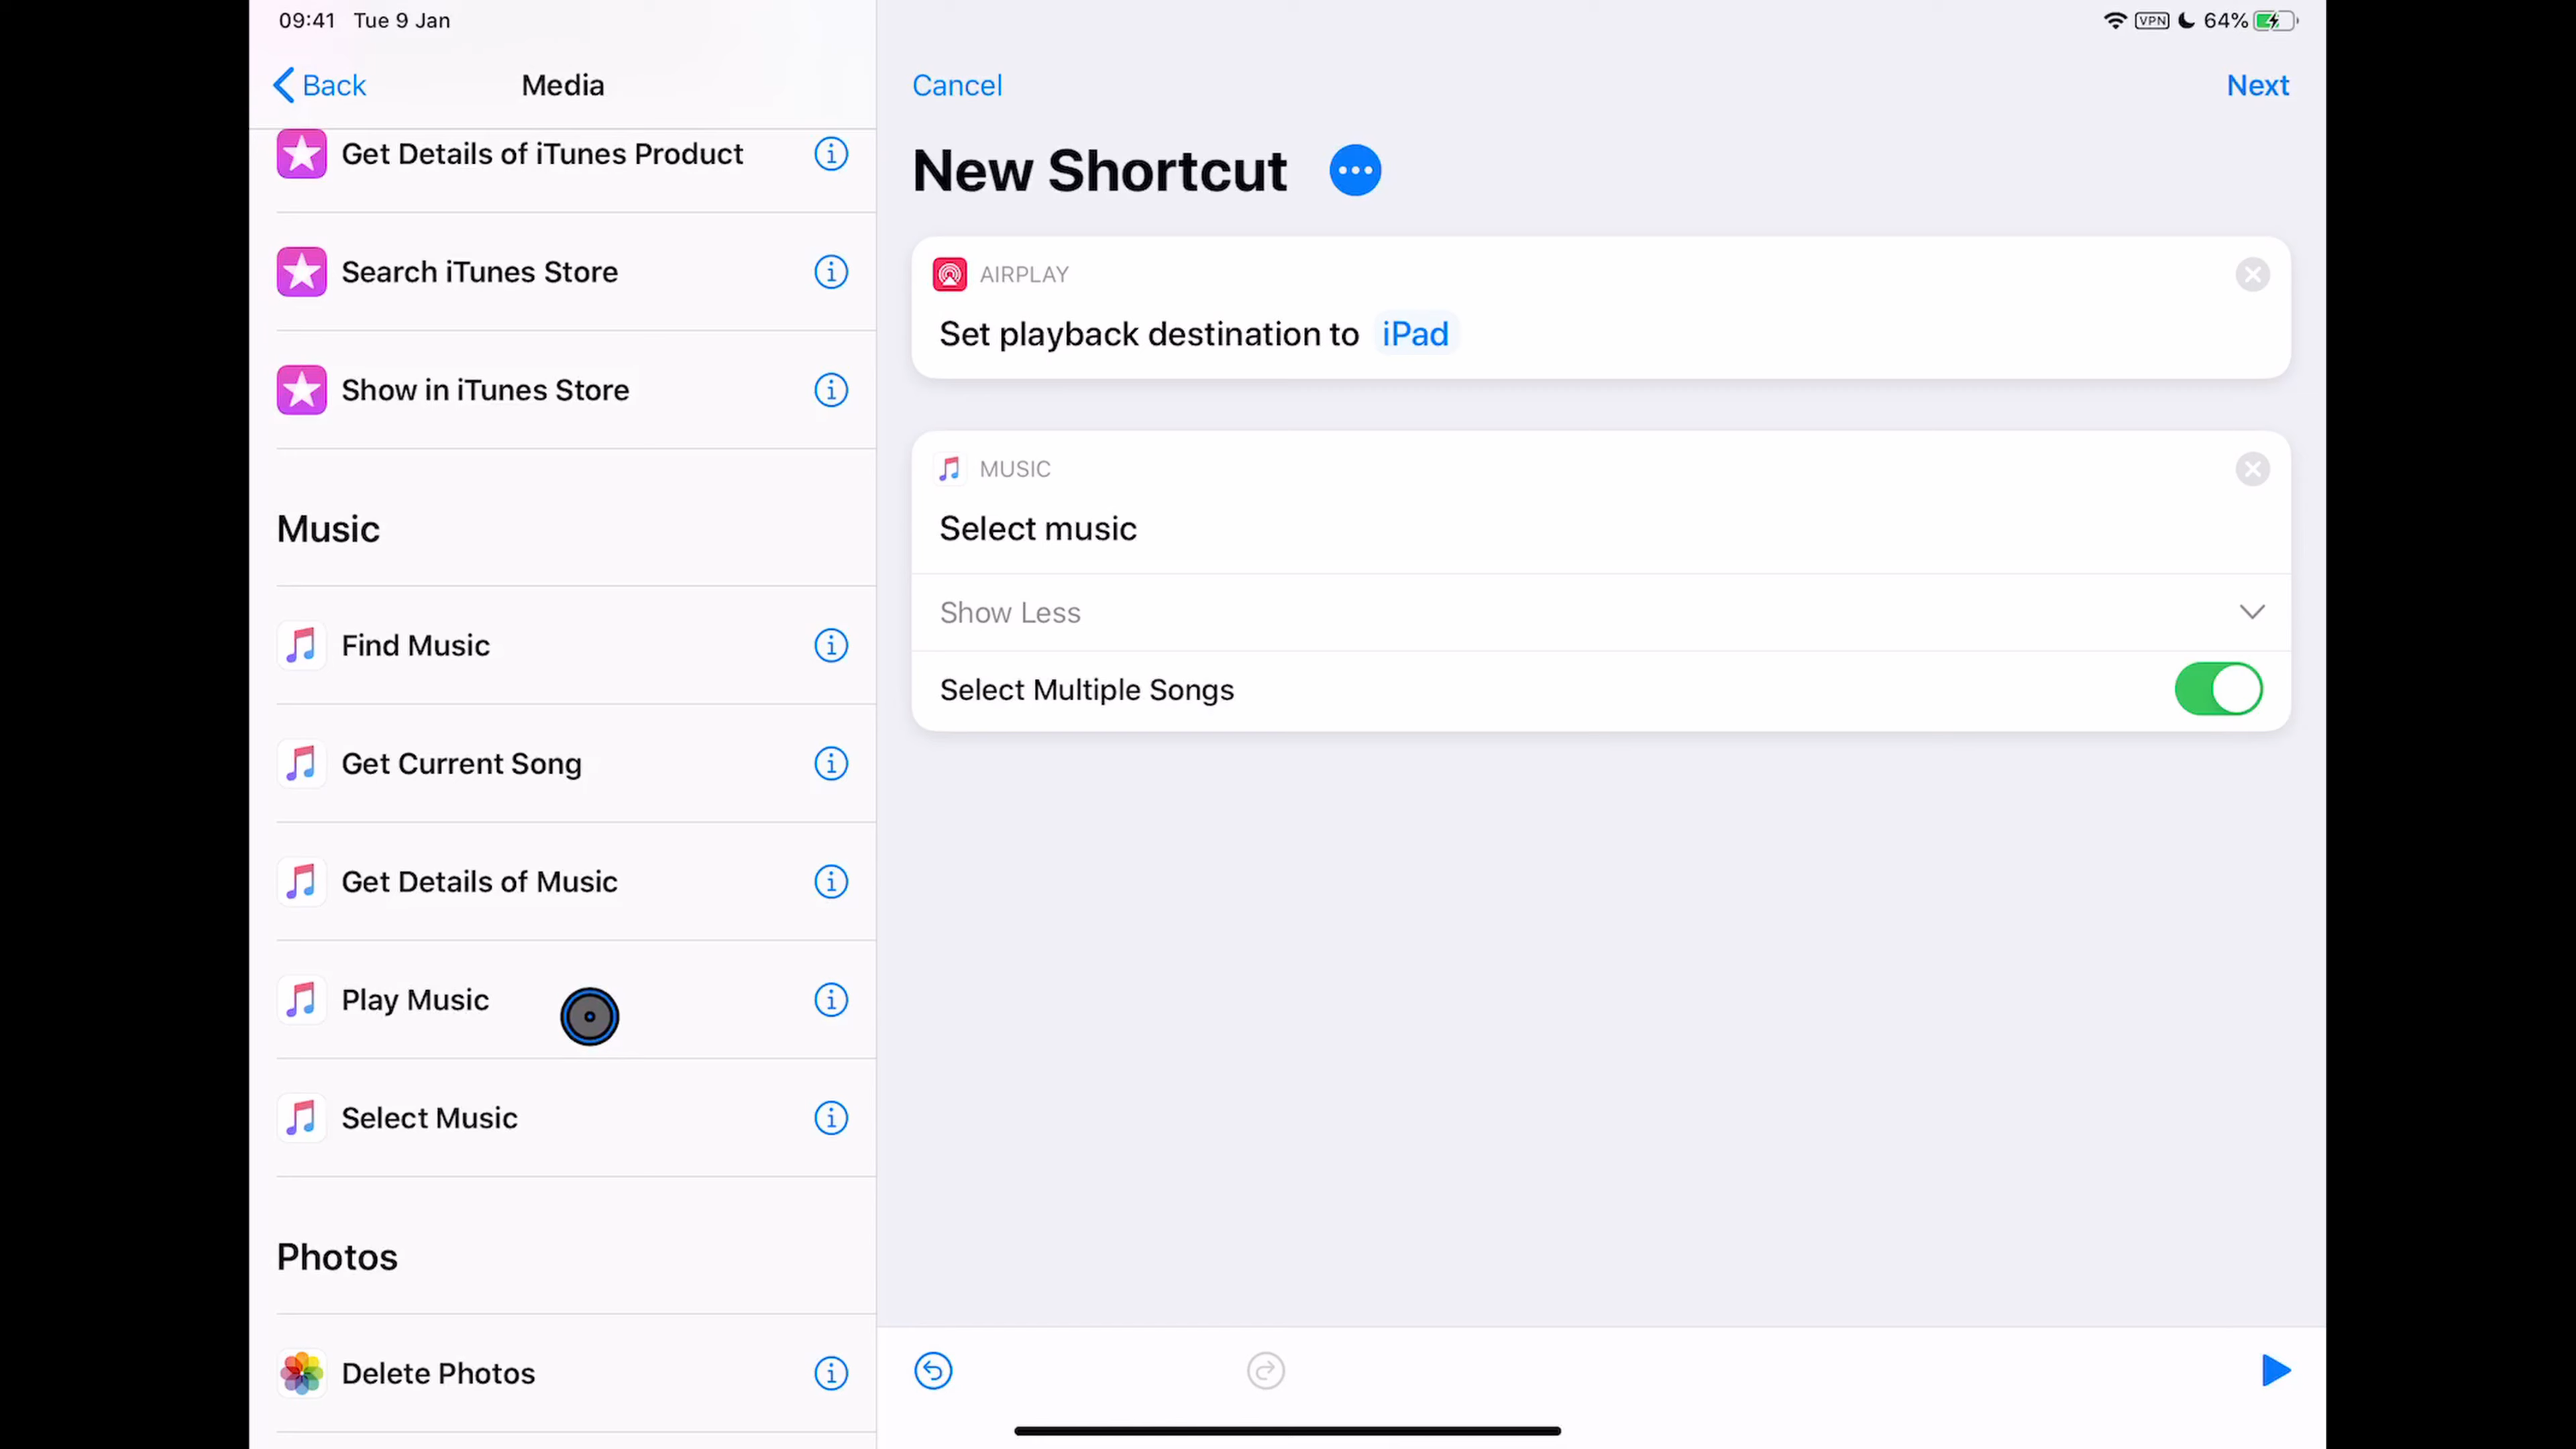 09:41 Tue 9 Jan
VPN 64%
Back
Media
Get Details of iTunes Product
Search iTunes Store
Show in iTunes Store
Music
Find Music
Get Current Song
Get Details of Music
Play Music
Select Music
Photos
Delete Photos
Cancel
Next
New Shortcut
AIRPLAY
Set playback destination to iPad
MUSIC
Select music
Show Less
Select Multiple Songs